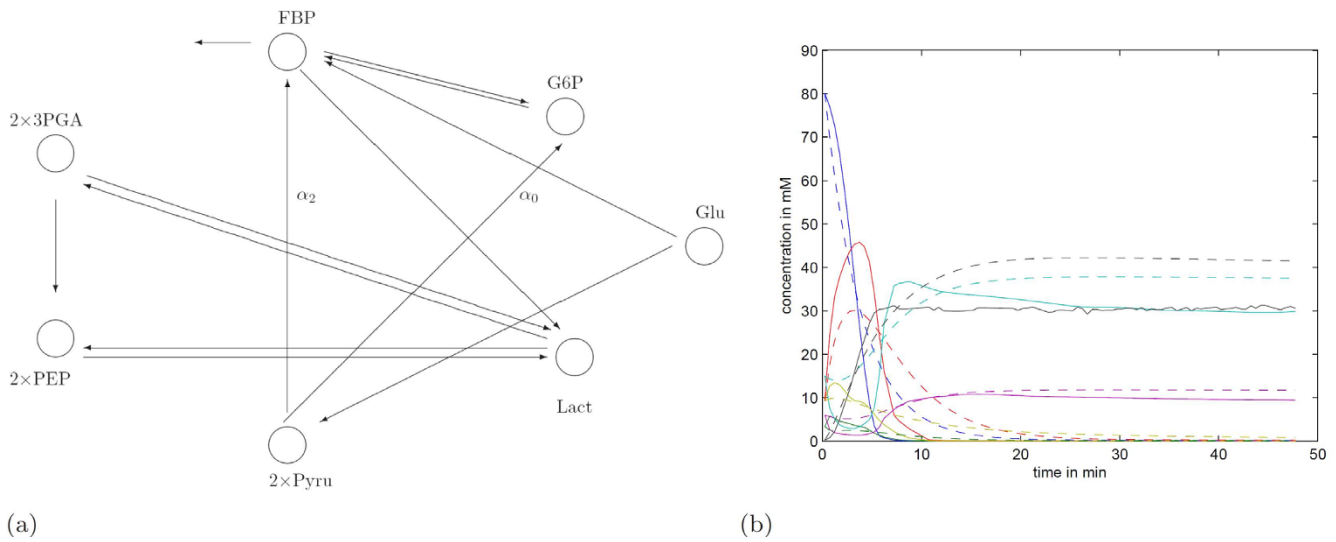 FBP
G6P
2×3PGA
α₂
α₀
Glu
2×PEP
Lact
2×Pyru
(a)
90
80
70
60
50
40
30
20
10
0
concentration in mM
0 10 20 30 40 50
time in min
(b)